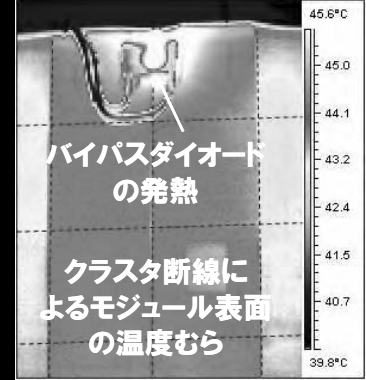 45.6°C
45.0
44.1
バイパスダイオード
の発熱
43.2
42.4
クラスタ断線に
よるモジュール表面
の温度むら
41.5
40.7
39.8°C